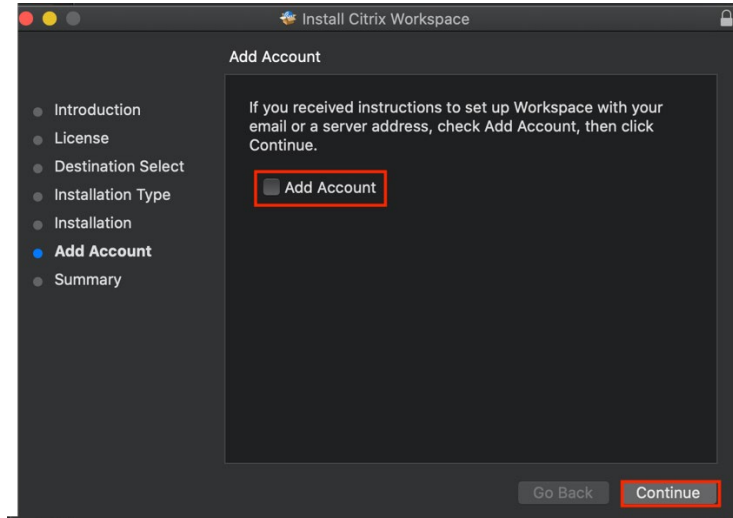 Install Citrix Workspace
Add Account
Introduction
License
Destination Select
Installation Type
Installation
Add Account
Summary
If you received instructions to set up Workspace with your
email or a server address, check Add Account, then click
Continue.
Add Account
Go Back
Continue